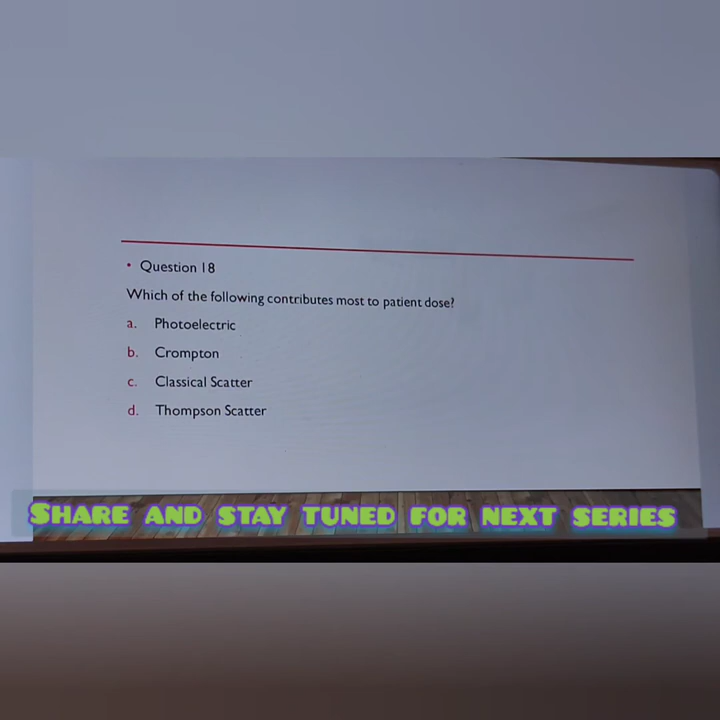 • Question 18
Which of the following contributes most to patient dose?
a. Photoelectric
b. Crompton
c. Classical Scatter
d. Thompson Scatter
Share and stay tuned for next series